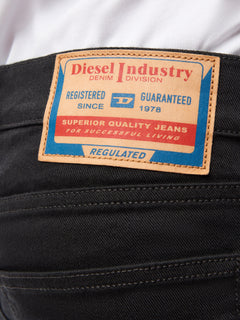 Diesel Industry
DENIM DIVISION
REGISTERED D GUARANTEED
SINCE 1978
SUPERIOR QUALITY JEANS
FOR SUCCESSFUL LIVING
REGULATED